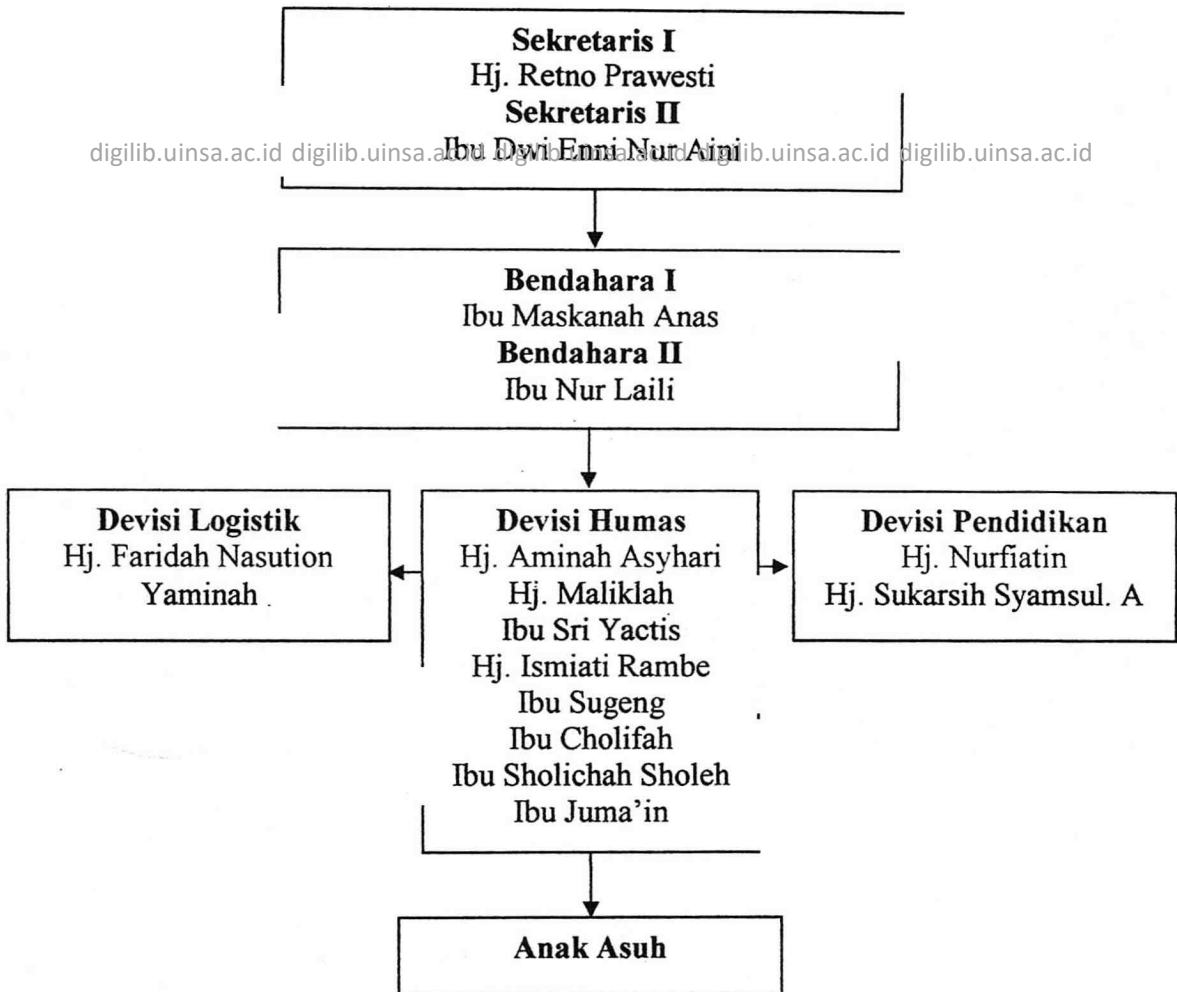 Sekretaris I
Hj. Retno Prawesti
Sekretaris II
Ibu Dwi Enni Nur Aini
digilib.uinsa.ac.id digilib.uinsa.ac.id digilib.uinsa.ac.id digilib.uinsa.ac.id digilib.uinsa.ac.id
Bendahara I
Ibu Maskanah Anas
Bendahara II
Ibu Nur Laili
Devisi Logistik
Hj. Faridah Nasution
Yaminah
Devisi Humas
Hj. Aminah Asyhari
Hj. Maliklah
Ibu Sri Yactis
Hj. Ismiati Rambe
Ibu Sugeng
Ibu Cholifah
Ibu Sholichah Sholeh
Ibu Juma'in
Devisi Pendidikan
Hj. Nurfiatin
Hj. Sukarsih Syamsul. A
Anak Asuh